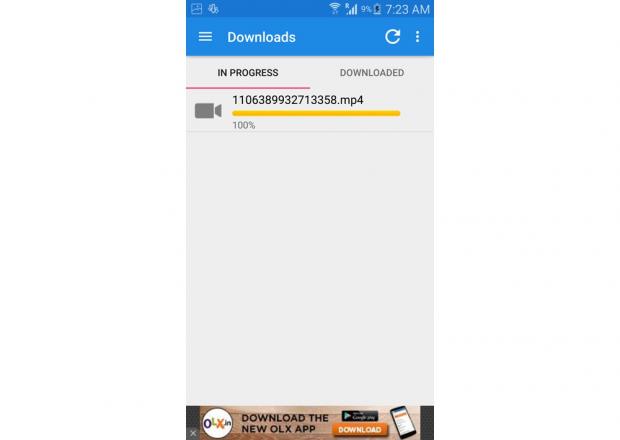 R 9% 7:23 AM
Downloads
IN PROGRESS DOWNLOADED
1106389932713358.mp4
100%
OLX.in
DOWNLOAD THE
NEW OLX APP
Google play
DOWNLOAD